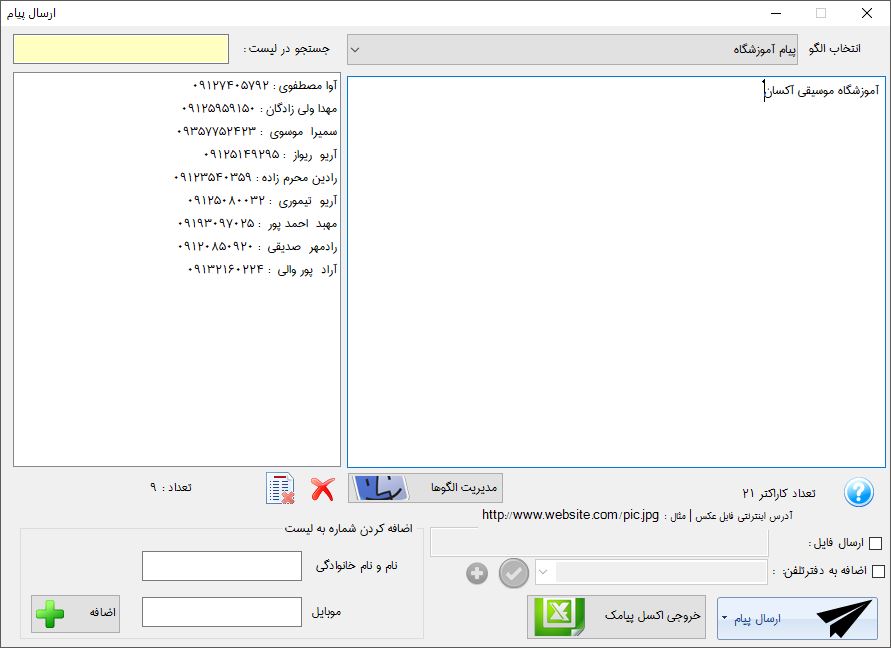 ارسال پیام
انتخاب الگو
پیام آموزشگاه
جستجو در لیست :
آموزشگاه موسیقی آکسان
آوا مصطفوی : ۰۹۱۲۷۴۰۵۷۹۲
مهدا ولی زادگان : ۰۹۱۲۵۹۵۹۱۵۰
سمیرا موسوی : ۰۹۳۵۷۷۵۲۴۲۳
آریو ریواز : ۰۹۱۲۵۱۴۹۲۹۵
رادین محرم زاده : ۰۹۱۲۳۵۴۰۳۵۹
آریو تیموری : ۰۹۱۲۵۰۸۰۰۳۲
مهبد احمد پور : ۰۹۱۹۳۰۹۷۰۲۵
رادمهر صدیقی : ۰۹۱۲۰۸۵۰۹۲۰
آراد پور والی : ۰۹۱۳۲۱۶۰۲۲۴
تعداد کاراکتر ۲۱
مدیریت الگوها
تعداد : ۹
آدرس اینترنتی فایل عکس | مثال : http://www.website.com/pic.jpg
ارسال فایل :
اضافه به دفترتلفن: :
ارسال پیام
خروجی اکسل پیامک
اضافه کردن شماره به لیست
نام و نام خانوادگی
موبایل
اضافه